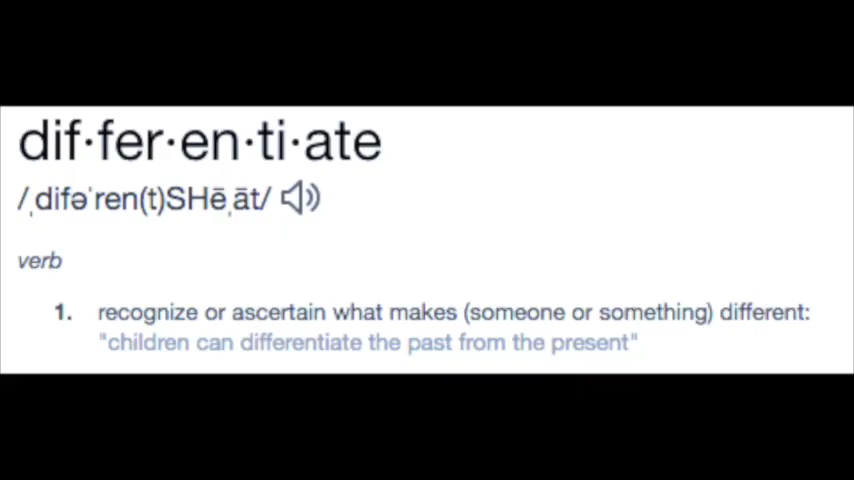 dif·fer·en·ti·ate
/ˌdifəˈren(t)SHēˌāt/
verb
1. recognize or ascertain what makes (someone or something) different:
"children can differentiate the past from the present"